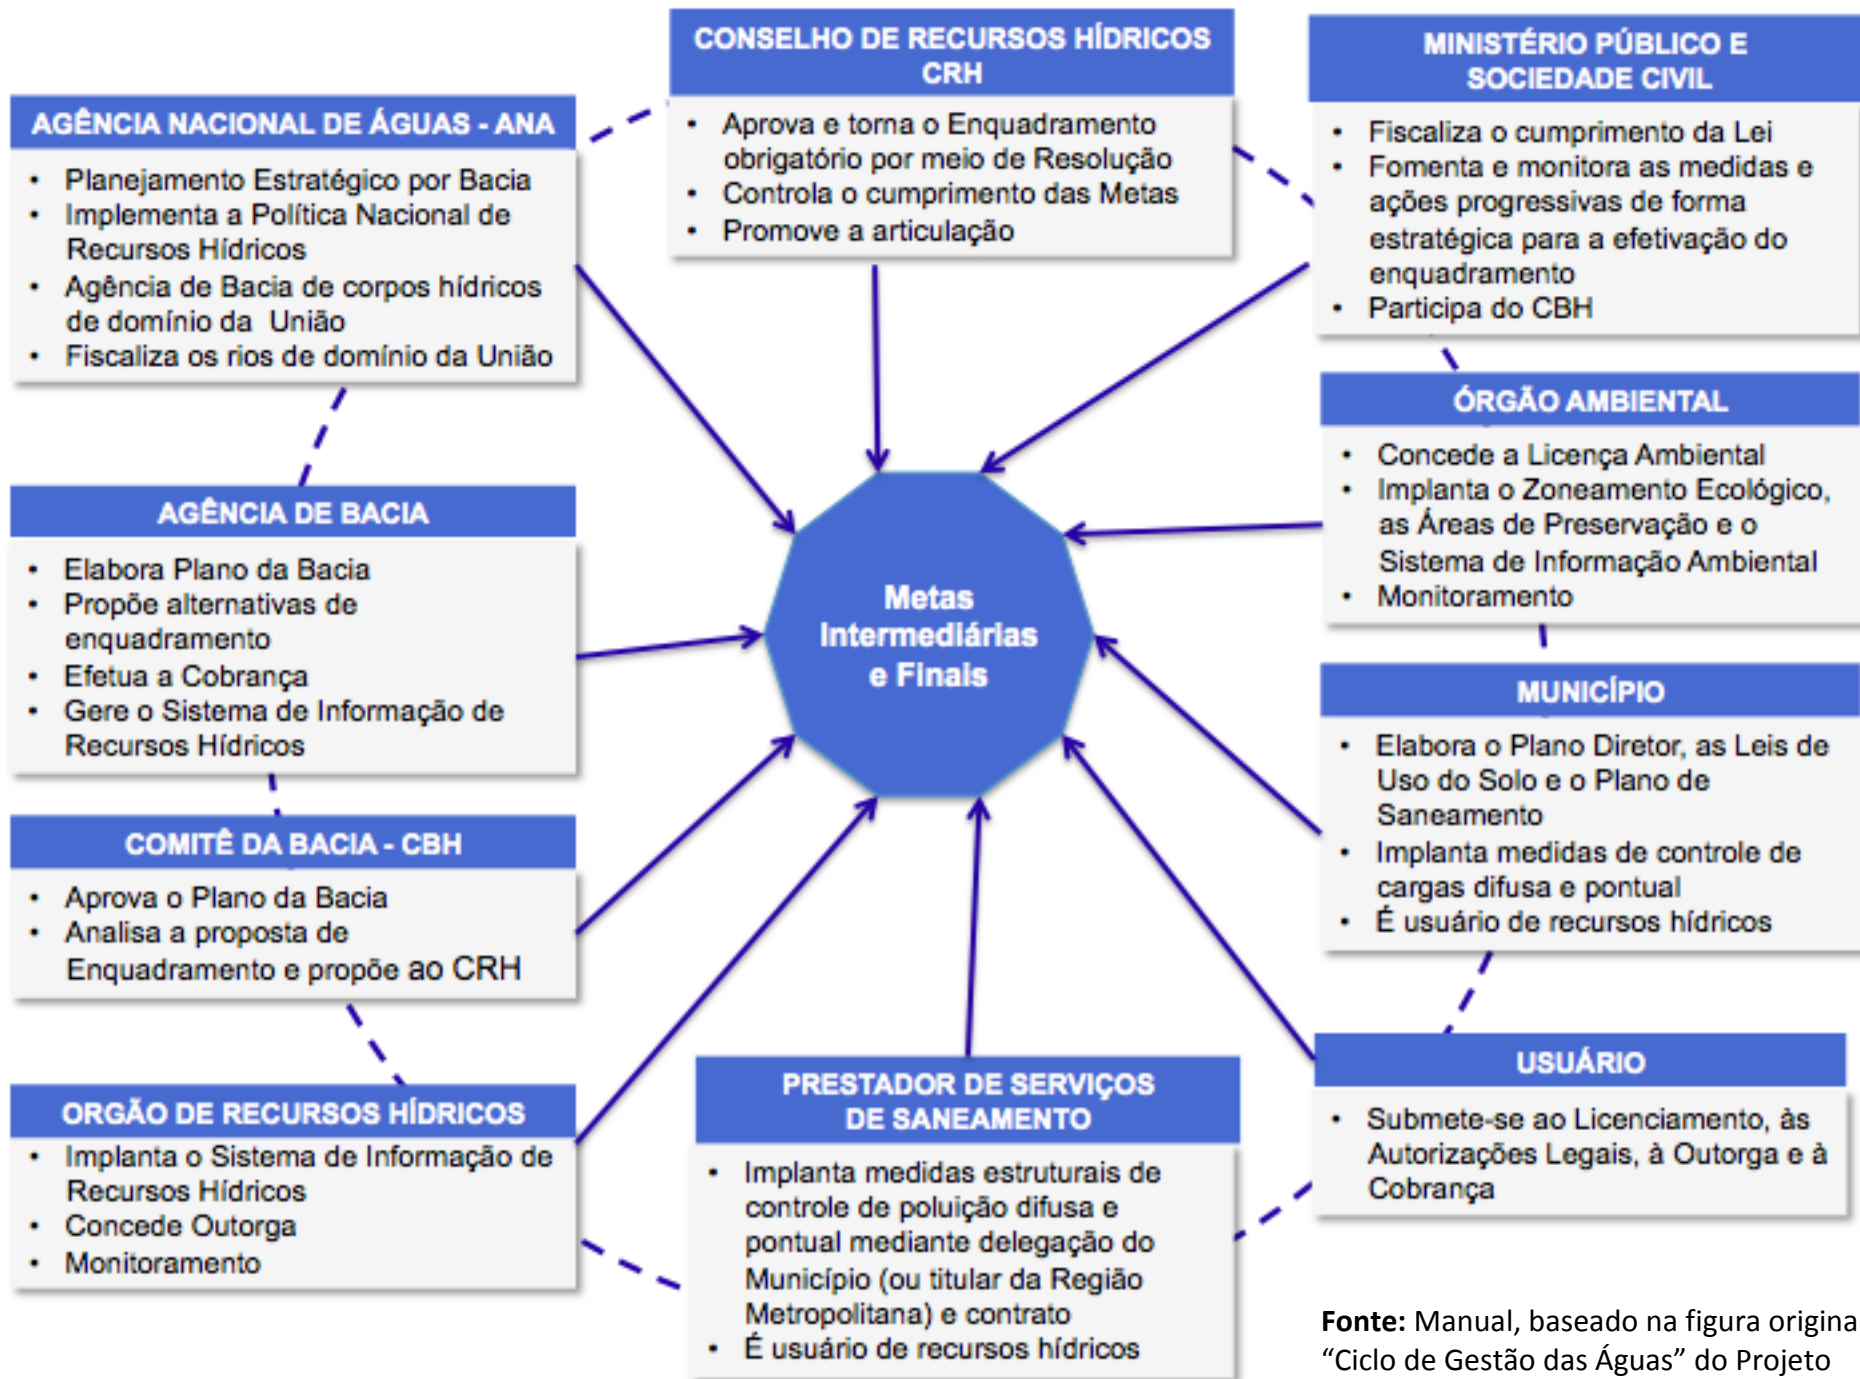 CONSELHO DE RECURSOS HÍDRICOS
CRH
• Aprova e torna o Enquadramento
obrigatório por meio de Resolução
• Controla o cumprimento das Metas
• Promove a articulação
MINISTÉRIO PÚBLICO E
SOCIEDADE CIVIL
• Fiscaliza o cumprimento da Lei
• Fomenta e monitora as medidas e
ações progressivas de forma
estratégica para a efetivação do
enquadramento
• Participa do CBH
AGÊNCIA NACIONAL DE ÁGUAS - ANA
• Planejamento Estratégico por Bacia
• Implementa a Política Nacional de
Recursos Hídricos
• Agência de Bacia de corpos hídricos
de domínio da União
• Fiscaliza os rios de domínio da União
ÓRGÃO AMBIENTAL
• Concede a Licença Ambiental
• Implanta o Zoneamento Ecológico,
as Áreas de Preservação e o
Sistema de Informação Ambiental
• Monitoramento
AGÊNCIA DE BACIA
• Elabora Plano da Bacia
• Propõe alternativas de
enquadramento
• Efetua a Cobrança
• Gere o Sistema de Informação de
Recursos Hídricos
Metas
Intermediárias
e Finais
MUNICÍPIO
• Elabora o Plano Diretor, as Leis de
Uso do Solo e o Plano de
Saneamento
• Implanta medidas de controle de
cargas difusa e pontual
• É usuário de recursos hídricos
COMITÊ DA BACIA - CBH
• Aprova o Plano da Bacia
• Analisa a proposta de
Enquadramento e propõe ao CRH
ORGÃO DE RECURSOS HÍDRICOS
• Implanta o Sistema de Informação de
Recursos Hídricos
• Concede Outorga
• Monitoramento
PRESTADOR DE SERVIÇOS
DE SANEAMENTO
• Implanta medidas estruturais de
controle de poluição difusa e
pontual mediante delegação do
Município (ou titular da Região
Metropolitana) e contrato
• É usuário de recursos hídricos
USUÁRIO
• Submete-se ao Licenciamento, às
Autorizações Legais, à Outorga e à
Cobrança
Fonte: Manual, baseado na figura origina
“Ciclo de Gestão das Águas” do Projeto